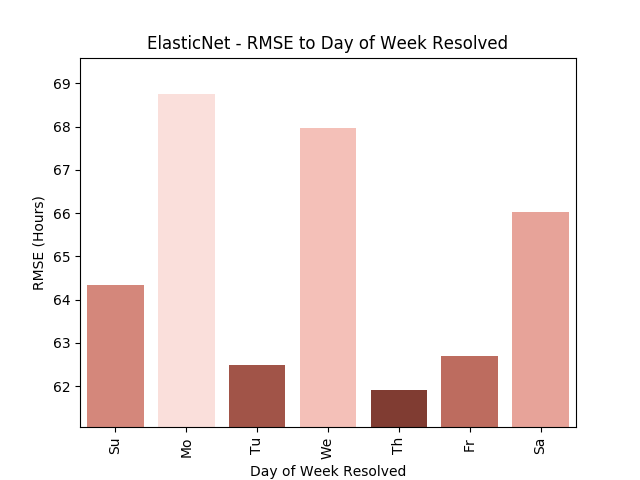 ElasticNet - RMSE to Day of Week Resolved
69
68
67
66
65
64
63
62
RMSE (Hours)
Su
Mo
Tu
We
Th
Fr
Sa
Day of Week Resolved